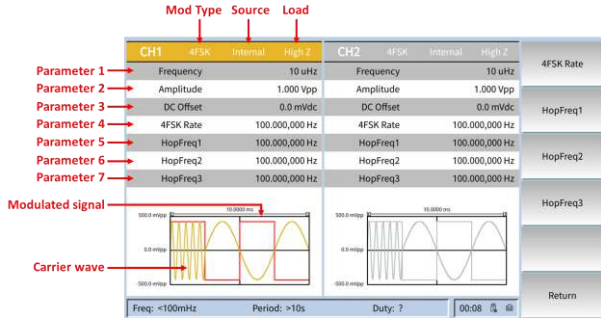 Mod Type Source Load
CH1 4FSK Internal High Z CH2 4FSK Internal High Z 4FSK Rate
Parameter 1 Frequency 10 uHz Frequency 10 uHz
Parameter 2 Amplitude 1.000 Vpp Amplitude 1.000 Vpp
Parameter 3 DC Offset 0.0 mVdc DC Offset 0.0 mVdc HopFreq1
Parameter 4 4FSK Rate 100.000,000 Hz 4FSK Rate 100.000,000 Hz
Parameter 5 HopFreq1 100.000,000 Hz HopFreq1 100.000,000 Hz
Parameter 6 HopFreq2 100.000,000 Hz HopFreq2 100.000,000 Hz HopFreq2
Parameter 7 HopFreq3 100.000,000 Hz HopFreq3 100.000,000 Hz
Modulated signal HopFreq3
10.0000 ms 10.0000 ms
500.0 mVpp 500.0 mVpp
0.0 mVpp 0.0 mVpp
Carrier wave
-500.0 mVpp -500.0 mVpp
Return
Freq: <100mHz Period: >10s Duty: ? 00:08